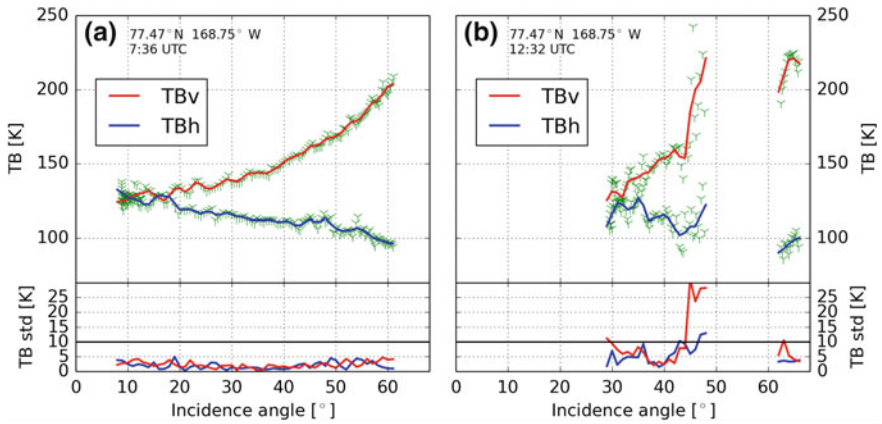 (a) 77.47°N 168.75° W
7:36 UTC
TBv
TBh
TB [K]
250
200
150
100
TB std [K]
25
20
15
10
5
0
0 10 20 30 40 50 60
Incidence angle [°]
(b) 77.47°N 168.75° W
12:32 UTC
TBv
TBh
250
200
150
100
TB [K]
25
20
15
10
5
0
TB std [K]
0 10 20 30 40 50 60
Incidence angle [°]